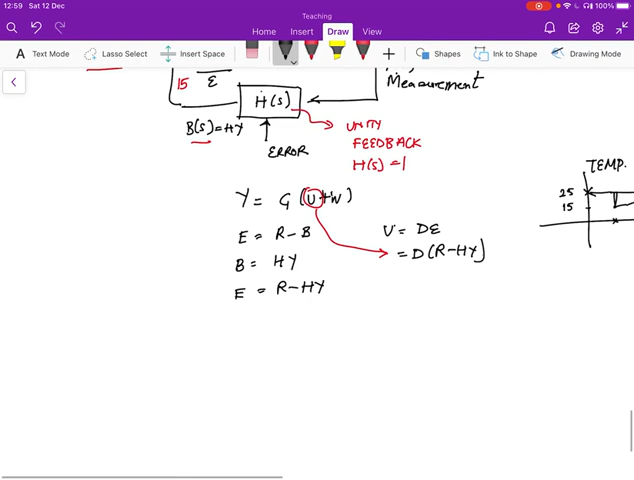 12:59 Sat 12 Dec
Teaching
100%
Home Insert Draw View
A Text Mode Lasso Select Insert Space Shapes Ink to Shape Drawing Mode
15 E Measurement
H(s)
B(s)=HY
UNITY
FEEDBACK
H(s)=1
ERROR
TEMP.
25
15
Y = G(U+W)
E = R-B
U = DE
B = HY
= D(R-HY)
E = R-HY